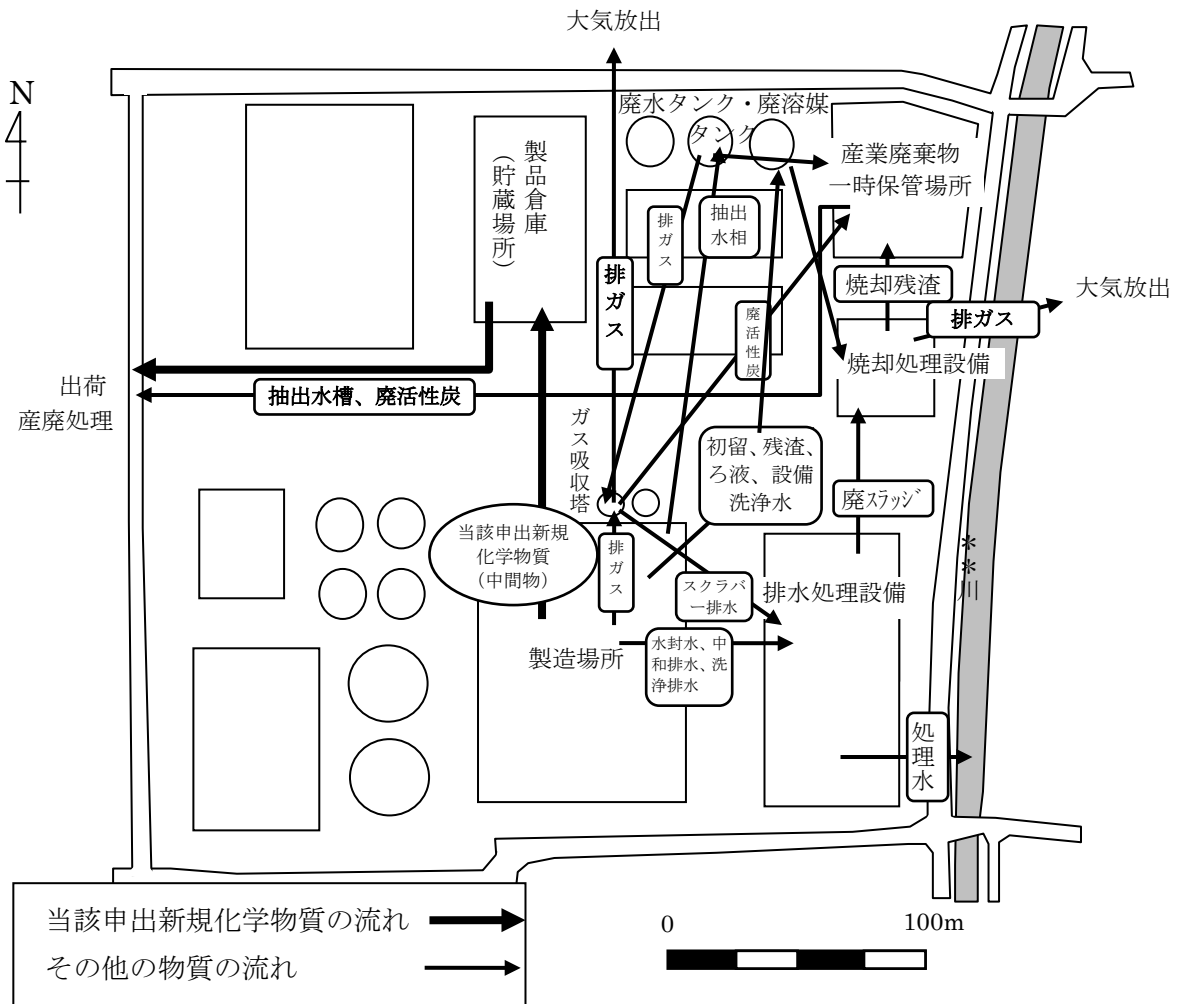 大気放出
N
廃水タンク・廃溶媒
タンク
製品倉庫
(貯蔵場所)
産業廃棄物
一時保管場所
排ガス
抽出
水相
排ガス
焼却残渣
大気放出
排ガス
廃活性炭
焼却処理設備
出荷
産廃処理
抽出水槽、廃活性炭
ガス吸収塔
初留、残渣、
ろ液、設備
洗浄水
廃スラッジ
当該申出新規
化学物質
(中間物)
排ガス
**川
スクラバ
ー排水
排水処理設備
製造場所
水封水、中
和排水、洗
浄排水
処理水
当該申出新規化学物質の流れ
その他の物質の流れ
0
100m